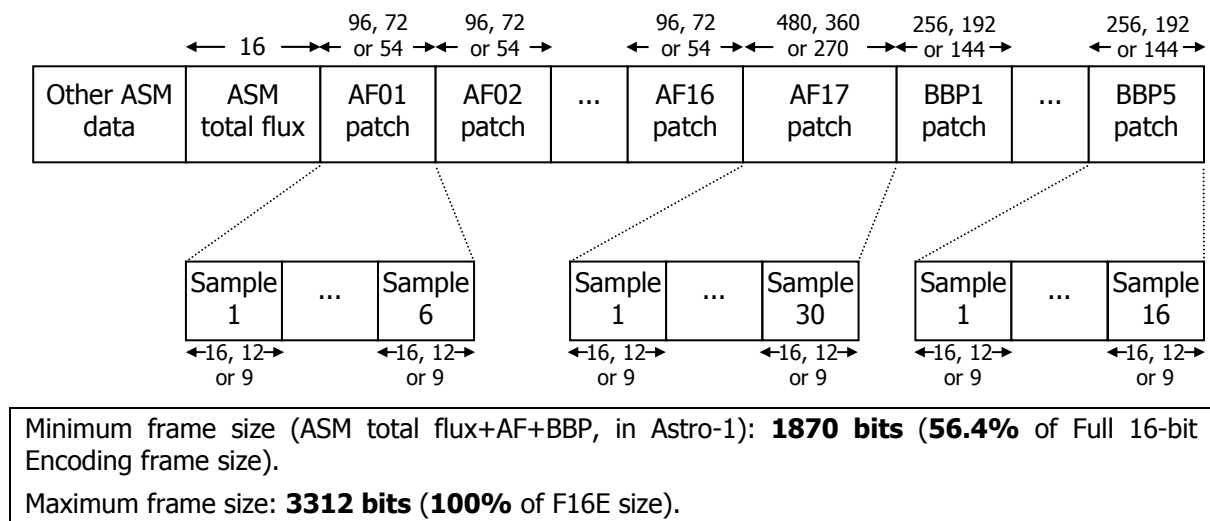 96, 72 96, 72 96, 72 480, 360 256, 192 256, 192
16 or 54 or 54 or 54 or 270 or 144 or 144
Other ASM ASM AF01 AF02 ... AF16 AF17 BBP1 ... BBP5
data total flux patch patch patch patch patch patch
Sample ... Sample Sample ... Sample Sample ... Sample
1 6 1 30 1 16
16, 12 16, 12 16, 12 16, 12 16, 12 16, 12
or 9 or 9 or 9 or 9 or 9 or 9
Minimum frame size (ASM total flux+AF+BBP, in Astro-1): 1870 bits (56.4% of Full 16-bit
Encoding frame size).
Maximum frame size: 3312 bits (100% of F16E size).